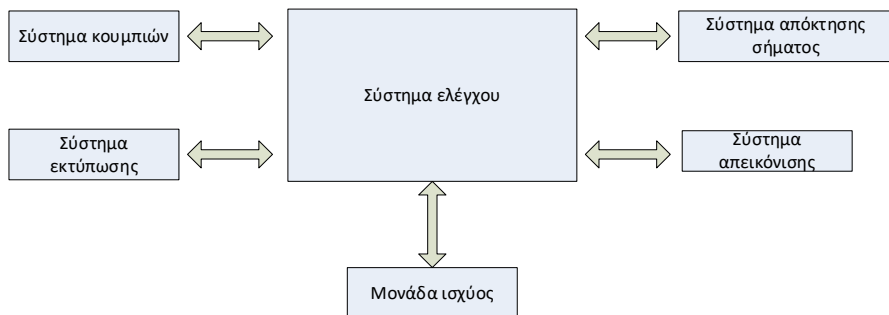 Σύστημα κουμπιών
Σύστημα απόκτησης
σήματος
Σύστημα ελέγχου
Σύστημα
εκτύπωσης
Σύστημα
απεικόνισης
Μονάδα ισχύος